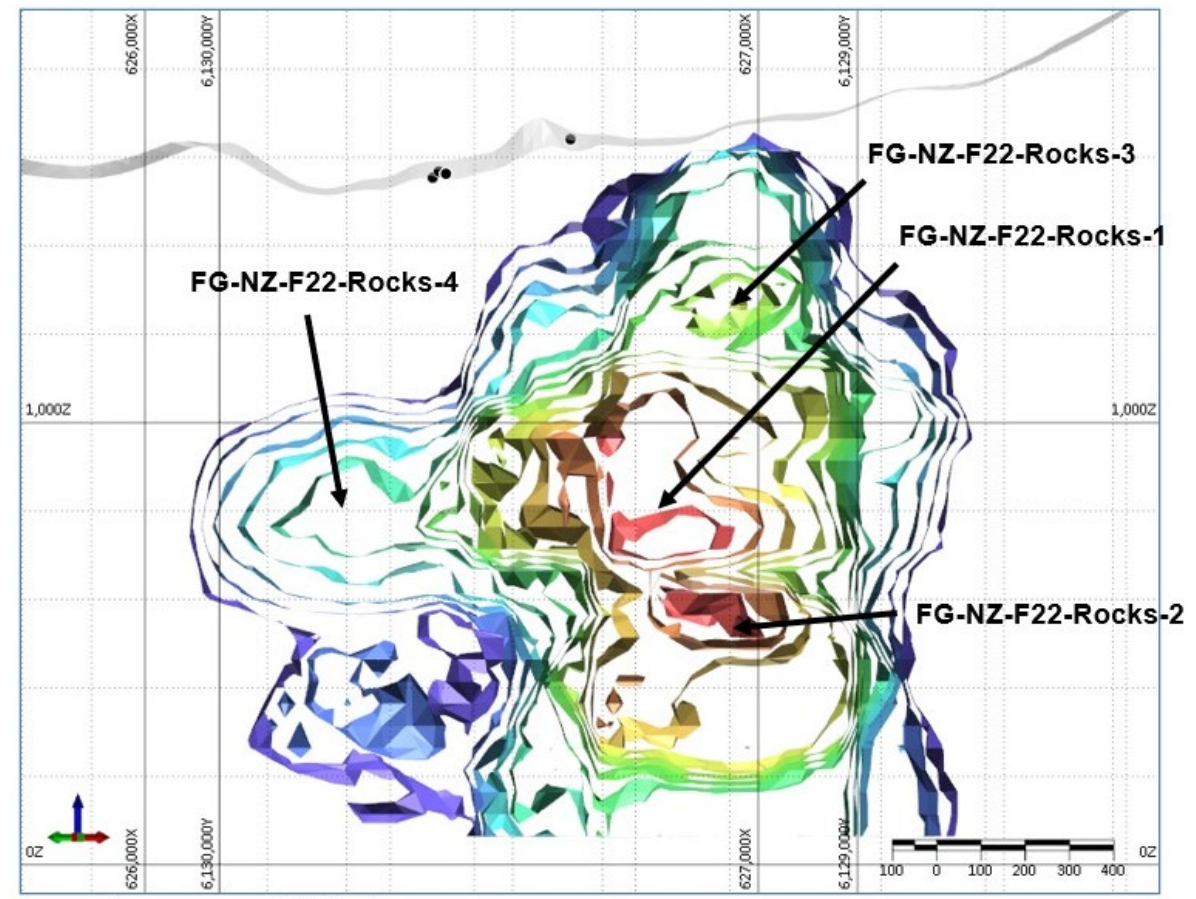 626,000X
6,130,000Y
627,000X
6,129,000Y
FG-NZ-F22-Rocks-3
FG-NZ-F22-Rocks-1
FG-NZ-F22-Rocks-4
1,000Z
1,000Z
FG-NZ-F22-Rocks-2
0Z
626,000X
6,130,000Y
627,000X
6,129,000Y
0Z
100 0 100 200 300 400